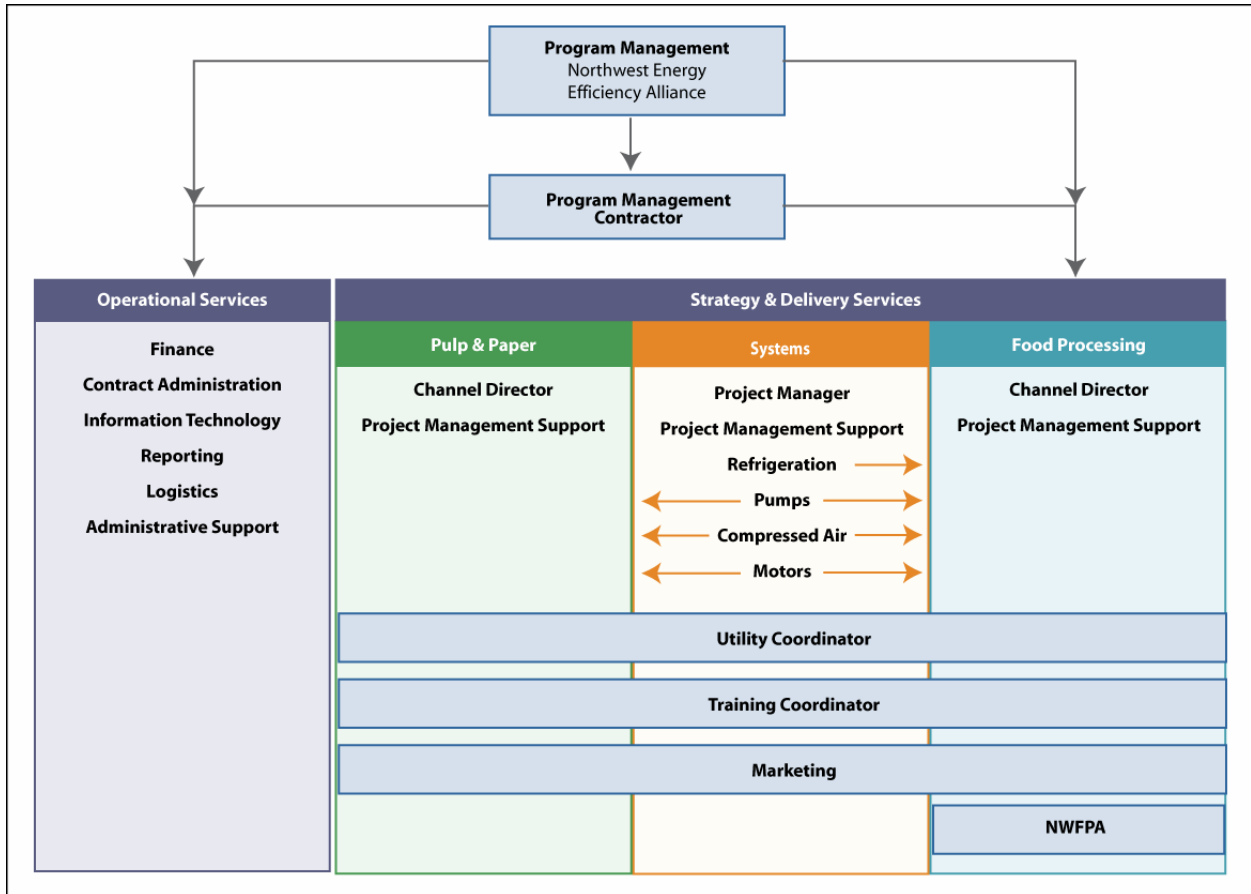 Program Management
Northwest Energy
Efficiency Alliance
Program Management
Contractor
Operational Services
Finance
Contract Administration
Information Technology
Reporting
Logistics
Administrative Support
Strategy & Delivery Services
Pulp & Paper
Channel Director
Project Management Support
Systems
Project Manager
Project Management Support
Refrigeration
Pumps
Compressed Air
Motors
Food Processing
Channel Director
Project Management Support
Utility Coordinator
Training Coordinator
Marketing
NWFPA